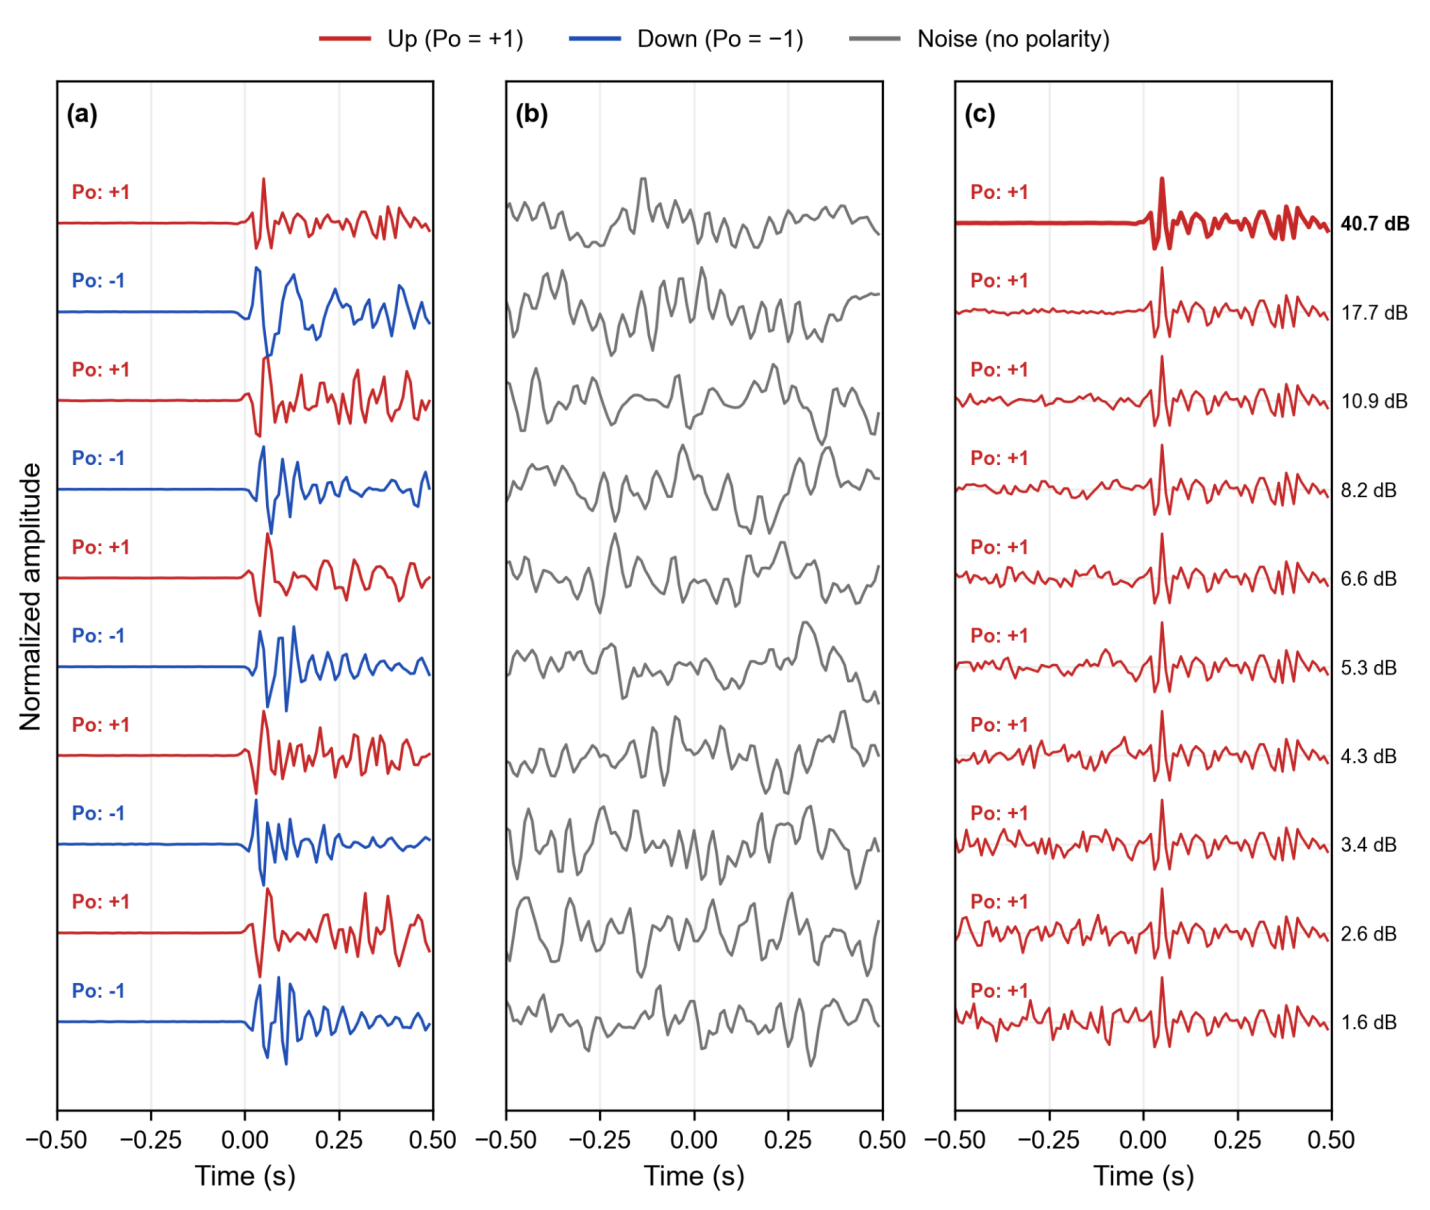 Up (Po = +1) Down (Po = −1) Noise (no polarity)
(a) (b) (c)
Po: +1 Po: +1 40.7 dB
Po: -1 Po: +1 17.7 dB
Po: +1 Po: +1 10.9 dB
Po: -1 Po: +1 8.2 dB
Po: +1 Po: +1 6.6 dB
Po: -1 Po: +1 5.3 dB
Po: +1 Po: +1 4.3 dB
Po: -1 Po: +1 3.4 dB
Po: +1 Po: +1 2.6 dB
Po: -1 Po: +1 1.6 dB
Normalized amplitude
−0.50 −0.25 0.00 0.25 0.50 −0.50 −0.25 0.00 0.25 0.50 −0.50 −0.25 0.00 0.25 0.50
Time (s) Time (s) Time (s)